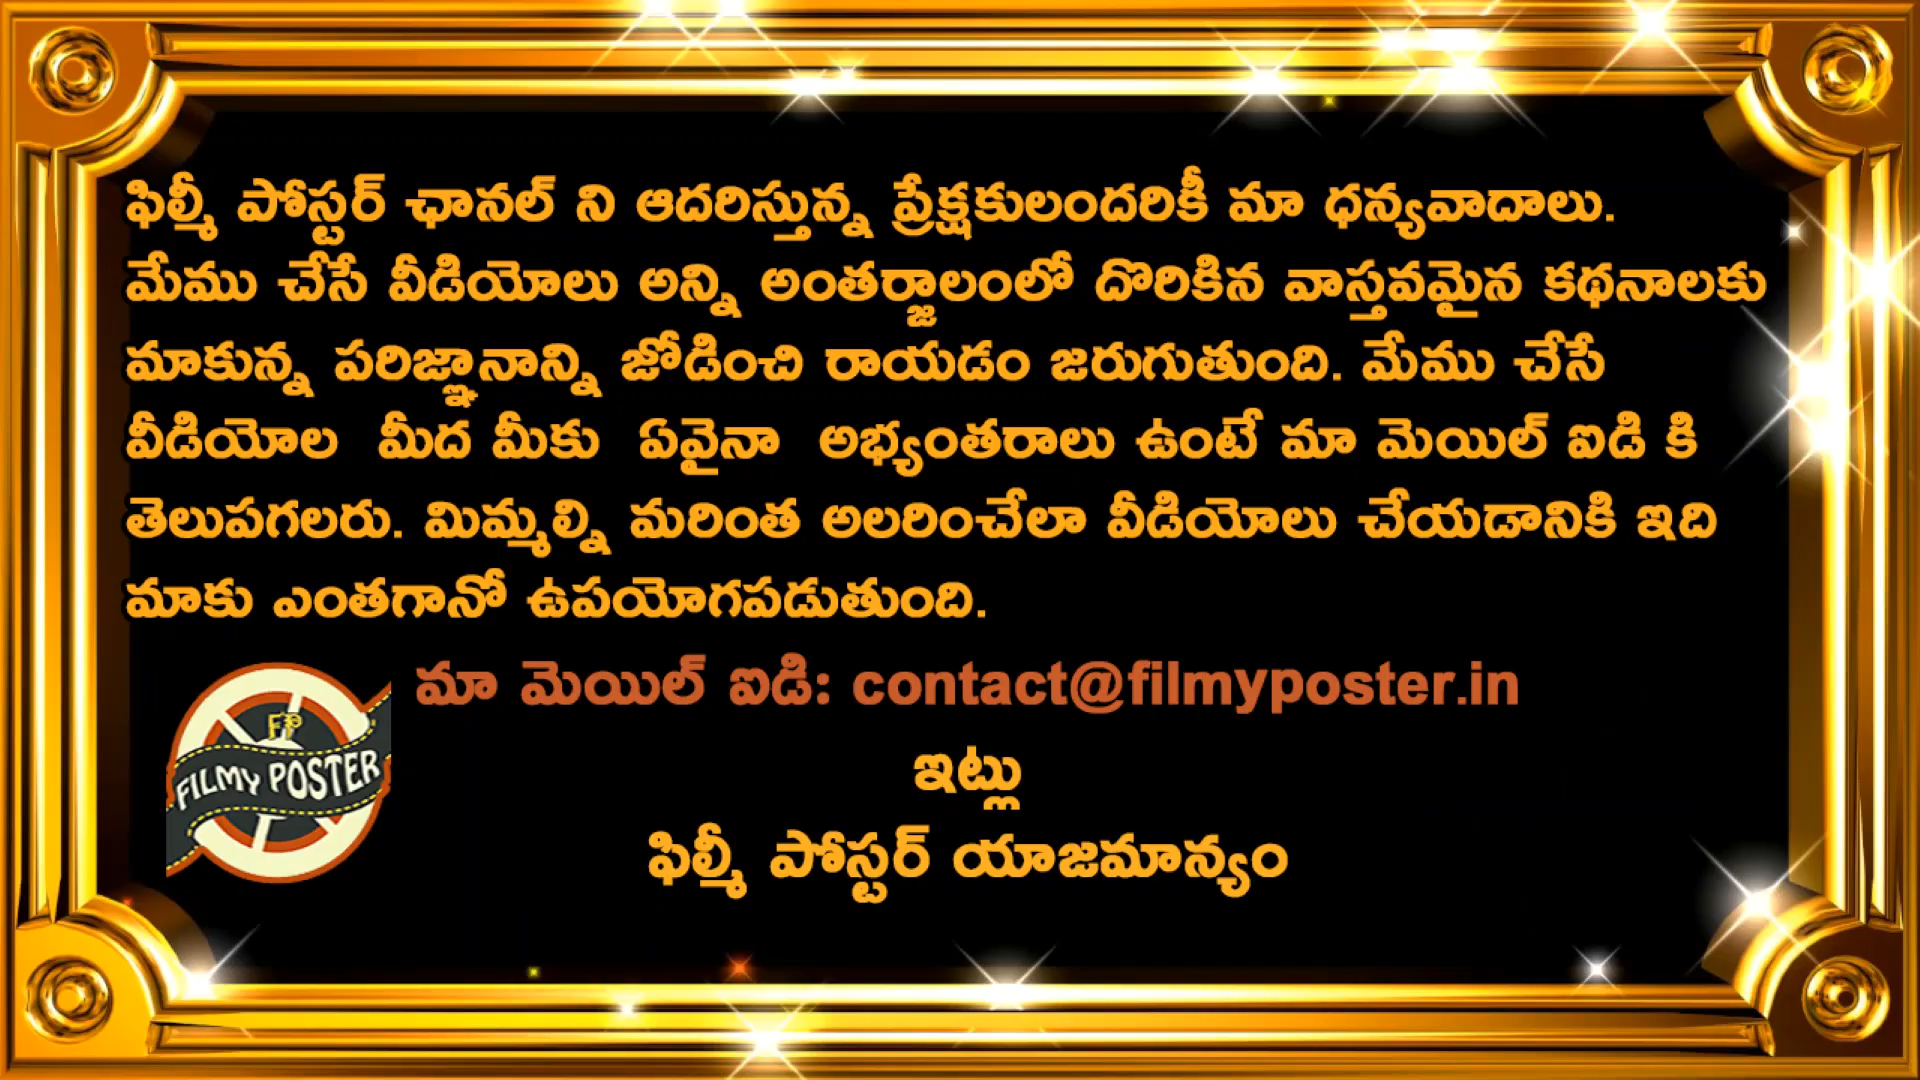 ఫిల్మీ పోస్టర్ ఛానల్ ని ఆదరిస్తున్న ప్రేక్షకులందరికీ మా ధన్యవాదాలు.
మేము చేసే వీడియోలు అన్ని అంతర్జాలంలో దొరికిన వాస్తవమైన కథనాలకు
మాకున్న పరిజ్ఞానాన్ని జోడించి రాయడం జరుగుతుంది. మేము చేసే
వీడియోల మీద మీకు ఏవైనా అభ్యంతరాలు ఉంటే మా మెయిల్ ఐడి కి
తెలుపగలరు. మిమ్మల్ని మరింత అలరించేలా వీడియోలు చేయడానికి ఇది
మాకు ఎంతగానో ఉపయోగపడుతుంది.
మా మెయిల్ ఐడి: contact@filmyposter.in
FP
FILMY POSTER
ఇట్లు
ఫిల్మీ పోస్టర్ యాజమాన్యం